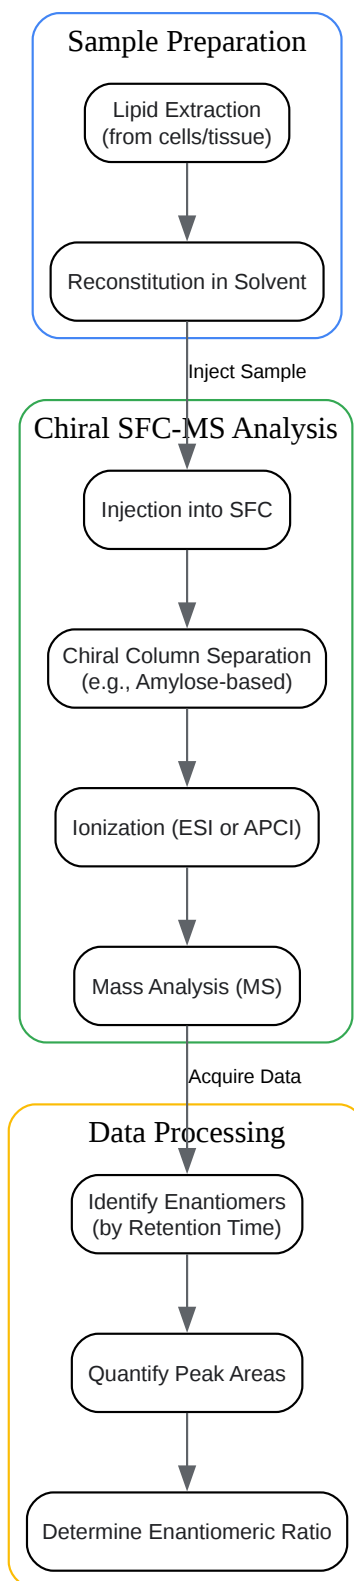 Sample Preparation
Lipid Extraction
(from cells/tissue)
Reconstitution in Solvent
Inject Sample
Chiral SFC-MS Analysis
Injection into SFC
Chiral Column Separation
(e.g., Amylose-based)
Ionization (ESI or APCI)
Mass Analysis (MS)
Acquire Data
Data Processing
Identify Enantiomers
(by Retention Time)
Quantify Peak Areas
Determine Enantiomeric Ratio